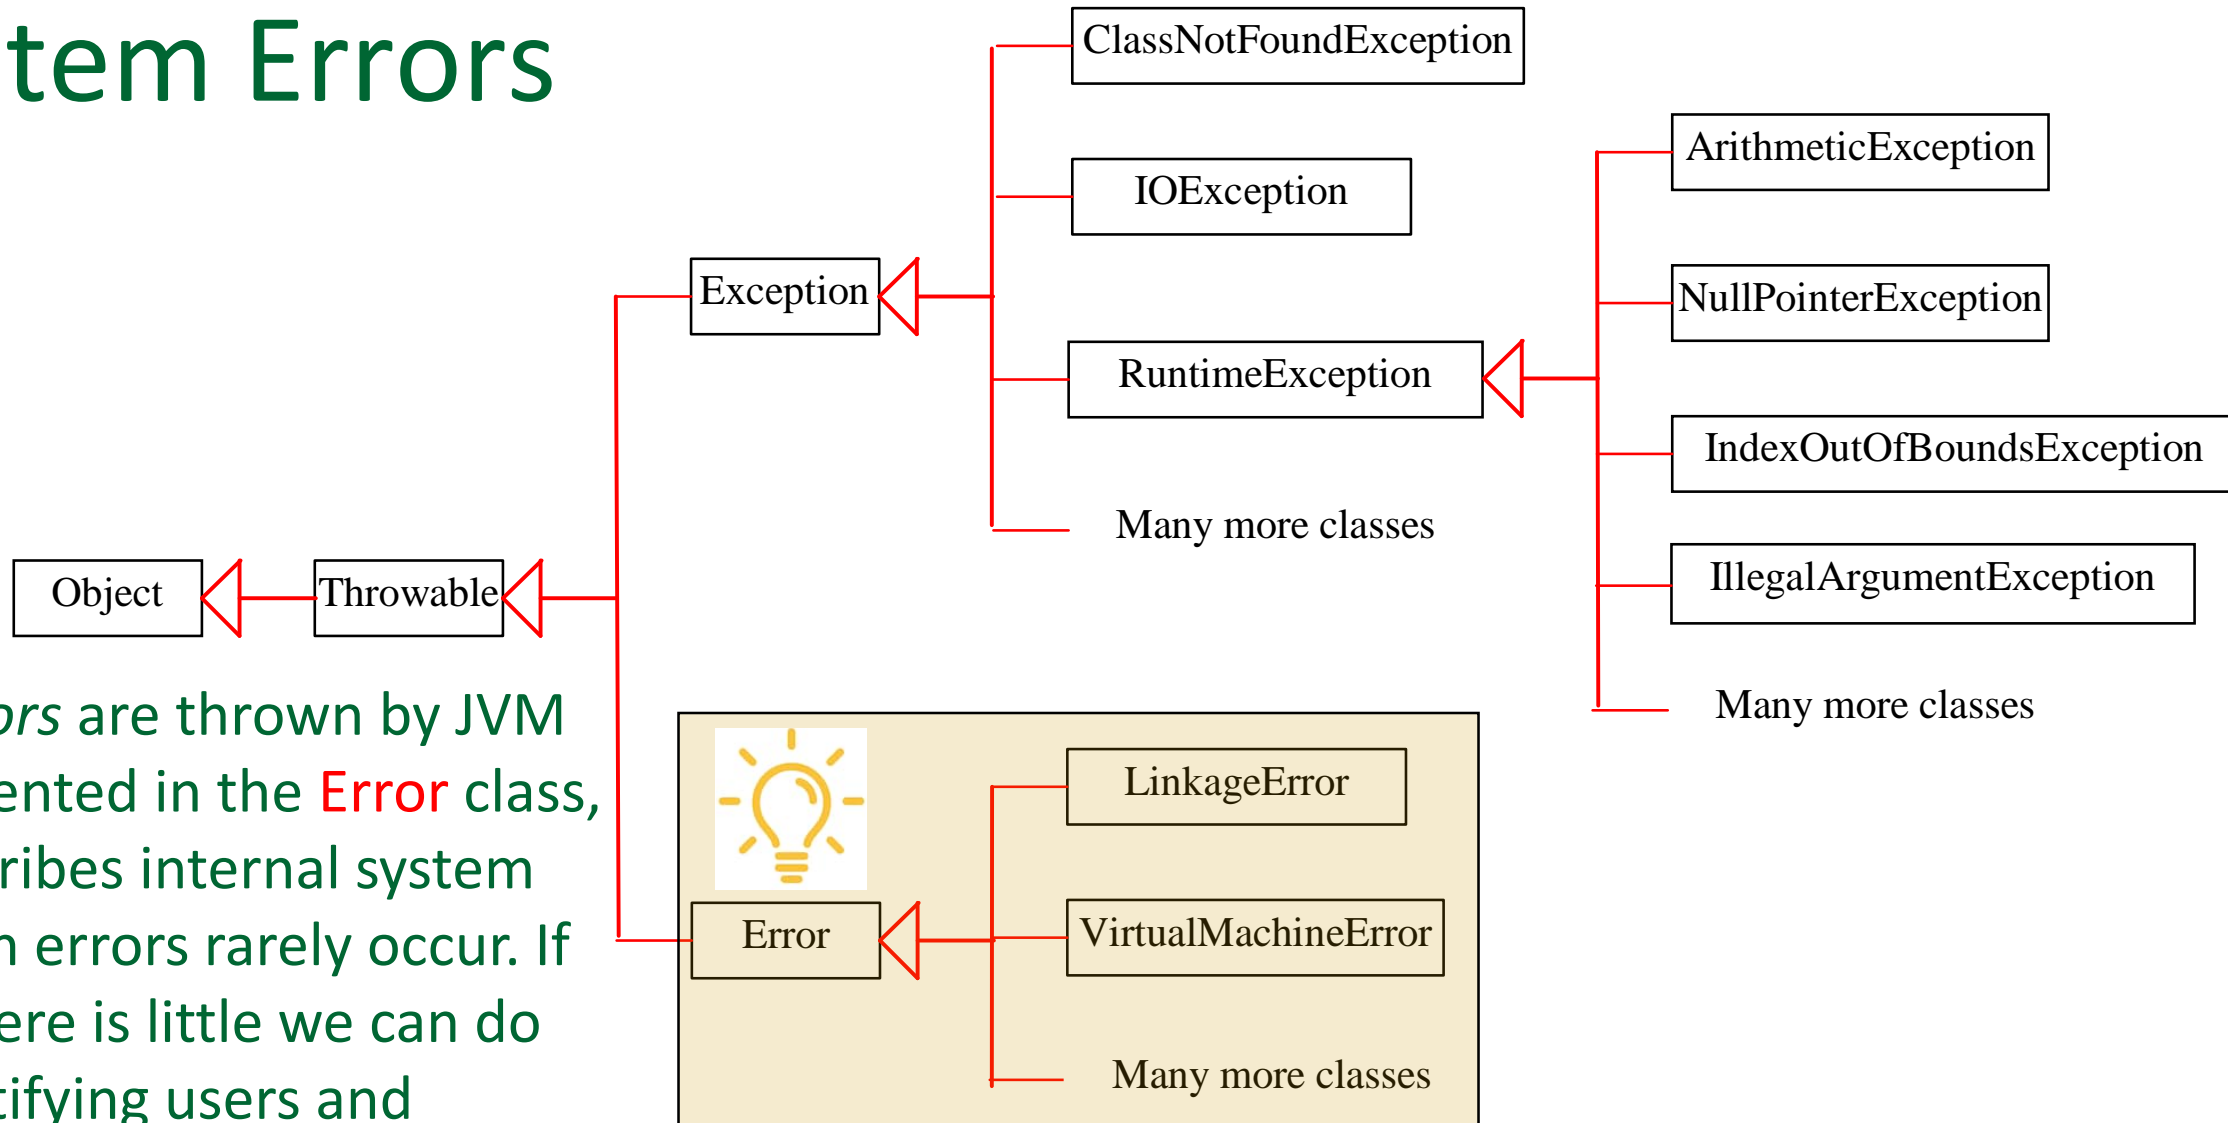 tem Errors
ClassNotFoundException
IOException
Exception
RuntimeException
Many more classes
ArithmeticException
NullPointerException
IndexOutOfBoundsException
IllegalArgumentException
Many more classes
Object
Throwable
ors are thrown by JVM
ented in the Error class,
ribes internal system
n errors rarely occur. If
ere is little we can do
tifying users and
LinkageError
Error
VirtualMachineError
Many more classes